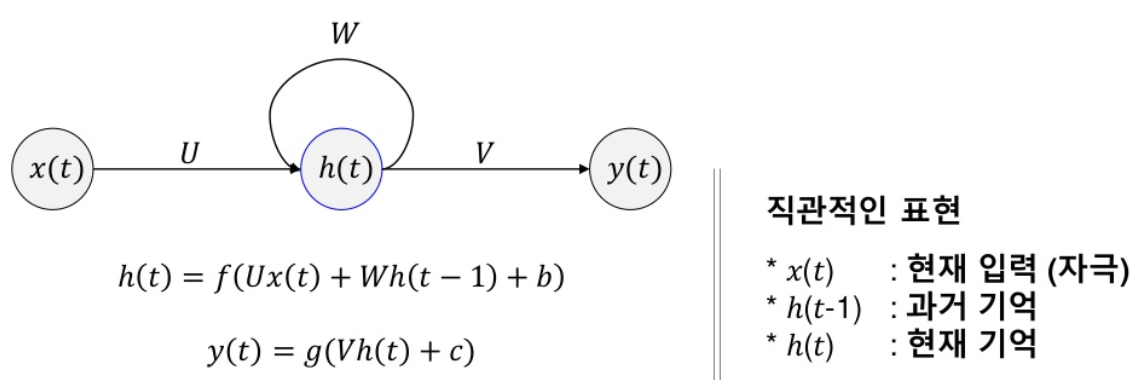 W
x(t)
U
h(t)
V
y(t)
h(t) = f(Ux(t) + Wh(t − 1) + b)
y(t) = g(Vh(t) + c)
직관적인 표현
* x(t) : 현재 입력 (자극)
* h(t-1) : 과거 기억
* h(t) : 현재 기억